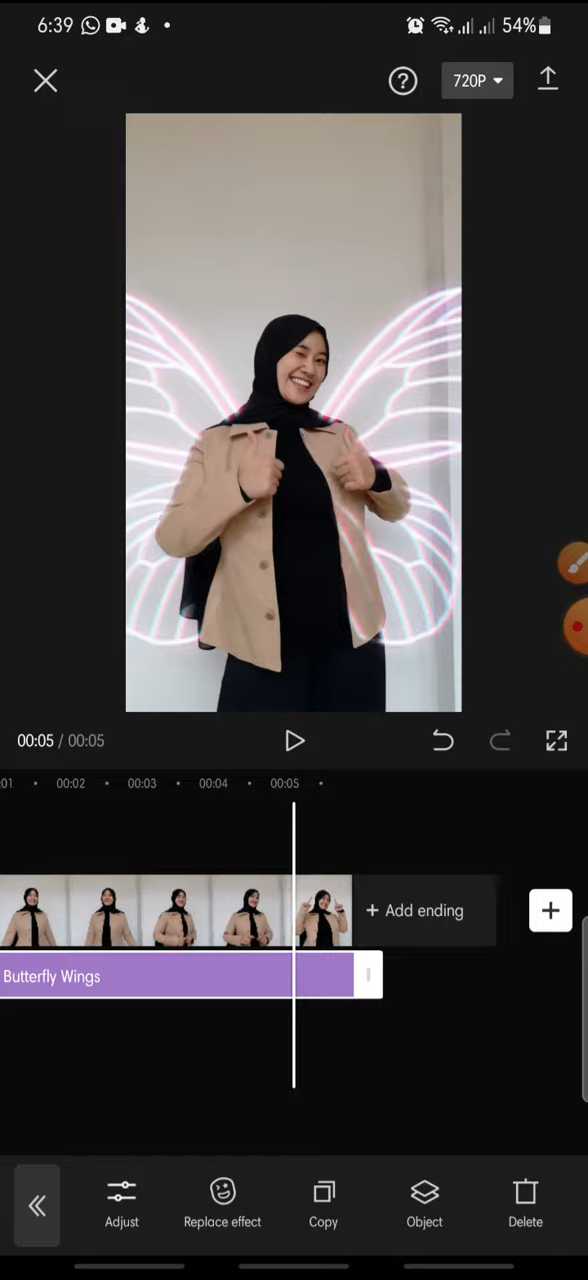 6:39 54%
? 720P
00:05 / 00:05
:01 00:02 00:03 00:04 00:05
+ Add ending
Butterfly Wings
Adjust Replace effect Copy Object Delete